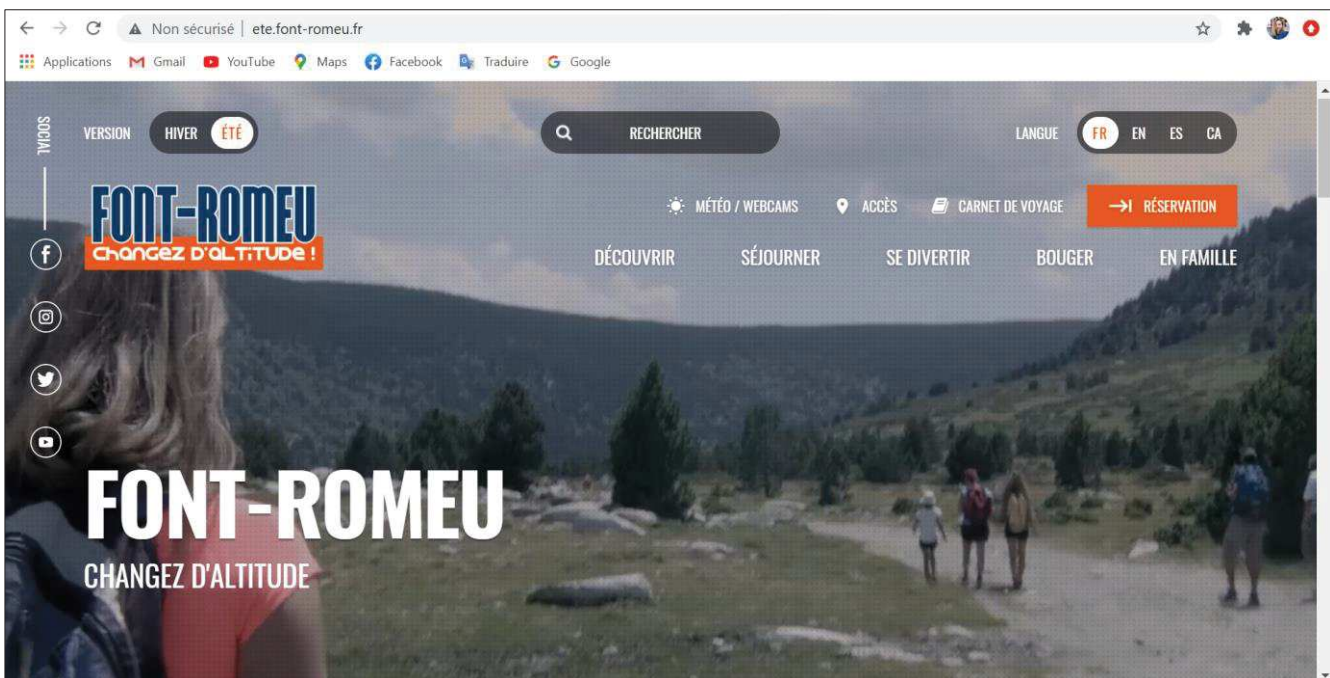 Non sécurisé | ete.font-romeu.fr
Applications Gmail YouTube Maps Facebook Traduire Google
SOCIAL
VERSION HIVER ÉTÉ RECHERCHER LANGUE FR EN ES CA
FONT-ROMEU
CHANGEZ D'ALTITUDE !
MÉTÉO / WEBCAMS ACCÈS CARNET DE VOYAGE RÉSERVATION
DÉCOUVRIR SÉJOURNER SE DIVERTIR BOUGER EN FAMILLE
FONT-ROMEU
CHANGEZ D'ALTITUDE